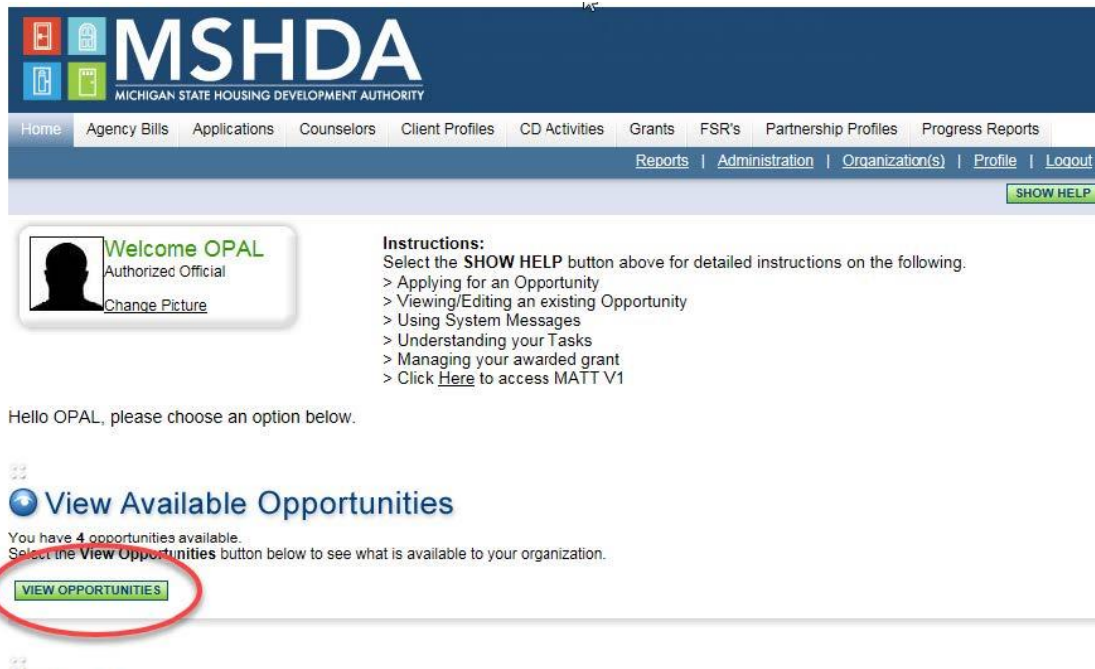 MSHDA
MICHIGAN STATE HOUSING DEVELOPMENT AUTHORITY
Home Agency Bills Applications Counselors Client Profiles CD Activities Grants FSR's Partnership Profiles Progress Reports
Reports | Administration | Organization(s) | Profile | Logout
SHOW HELP
Welcome OPAL
Authorized Official
Change Picture
Instructions:
Select the SHOW HELP button above for detailed instructions on the following.
> Applying for an Opportunity
> Viewing/Editing an existing Opportunity
> Using System Messages
> Understanding your Tasks
> Managing your awarded grant
> Click Here to access MATT V1
Hello OPAL, please choose an option below.
View Available Opportunities
You have 4 opportunities available.
Select the View Opportunities button below to see what is available to your organization.
VIEW OPPORTUNITIES